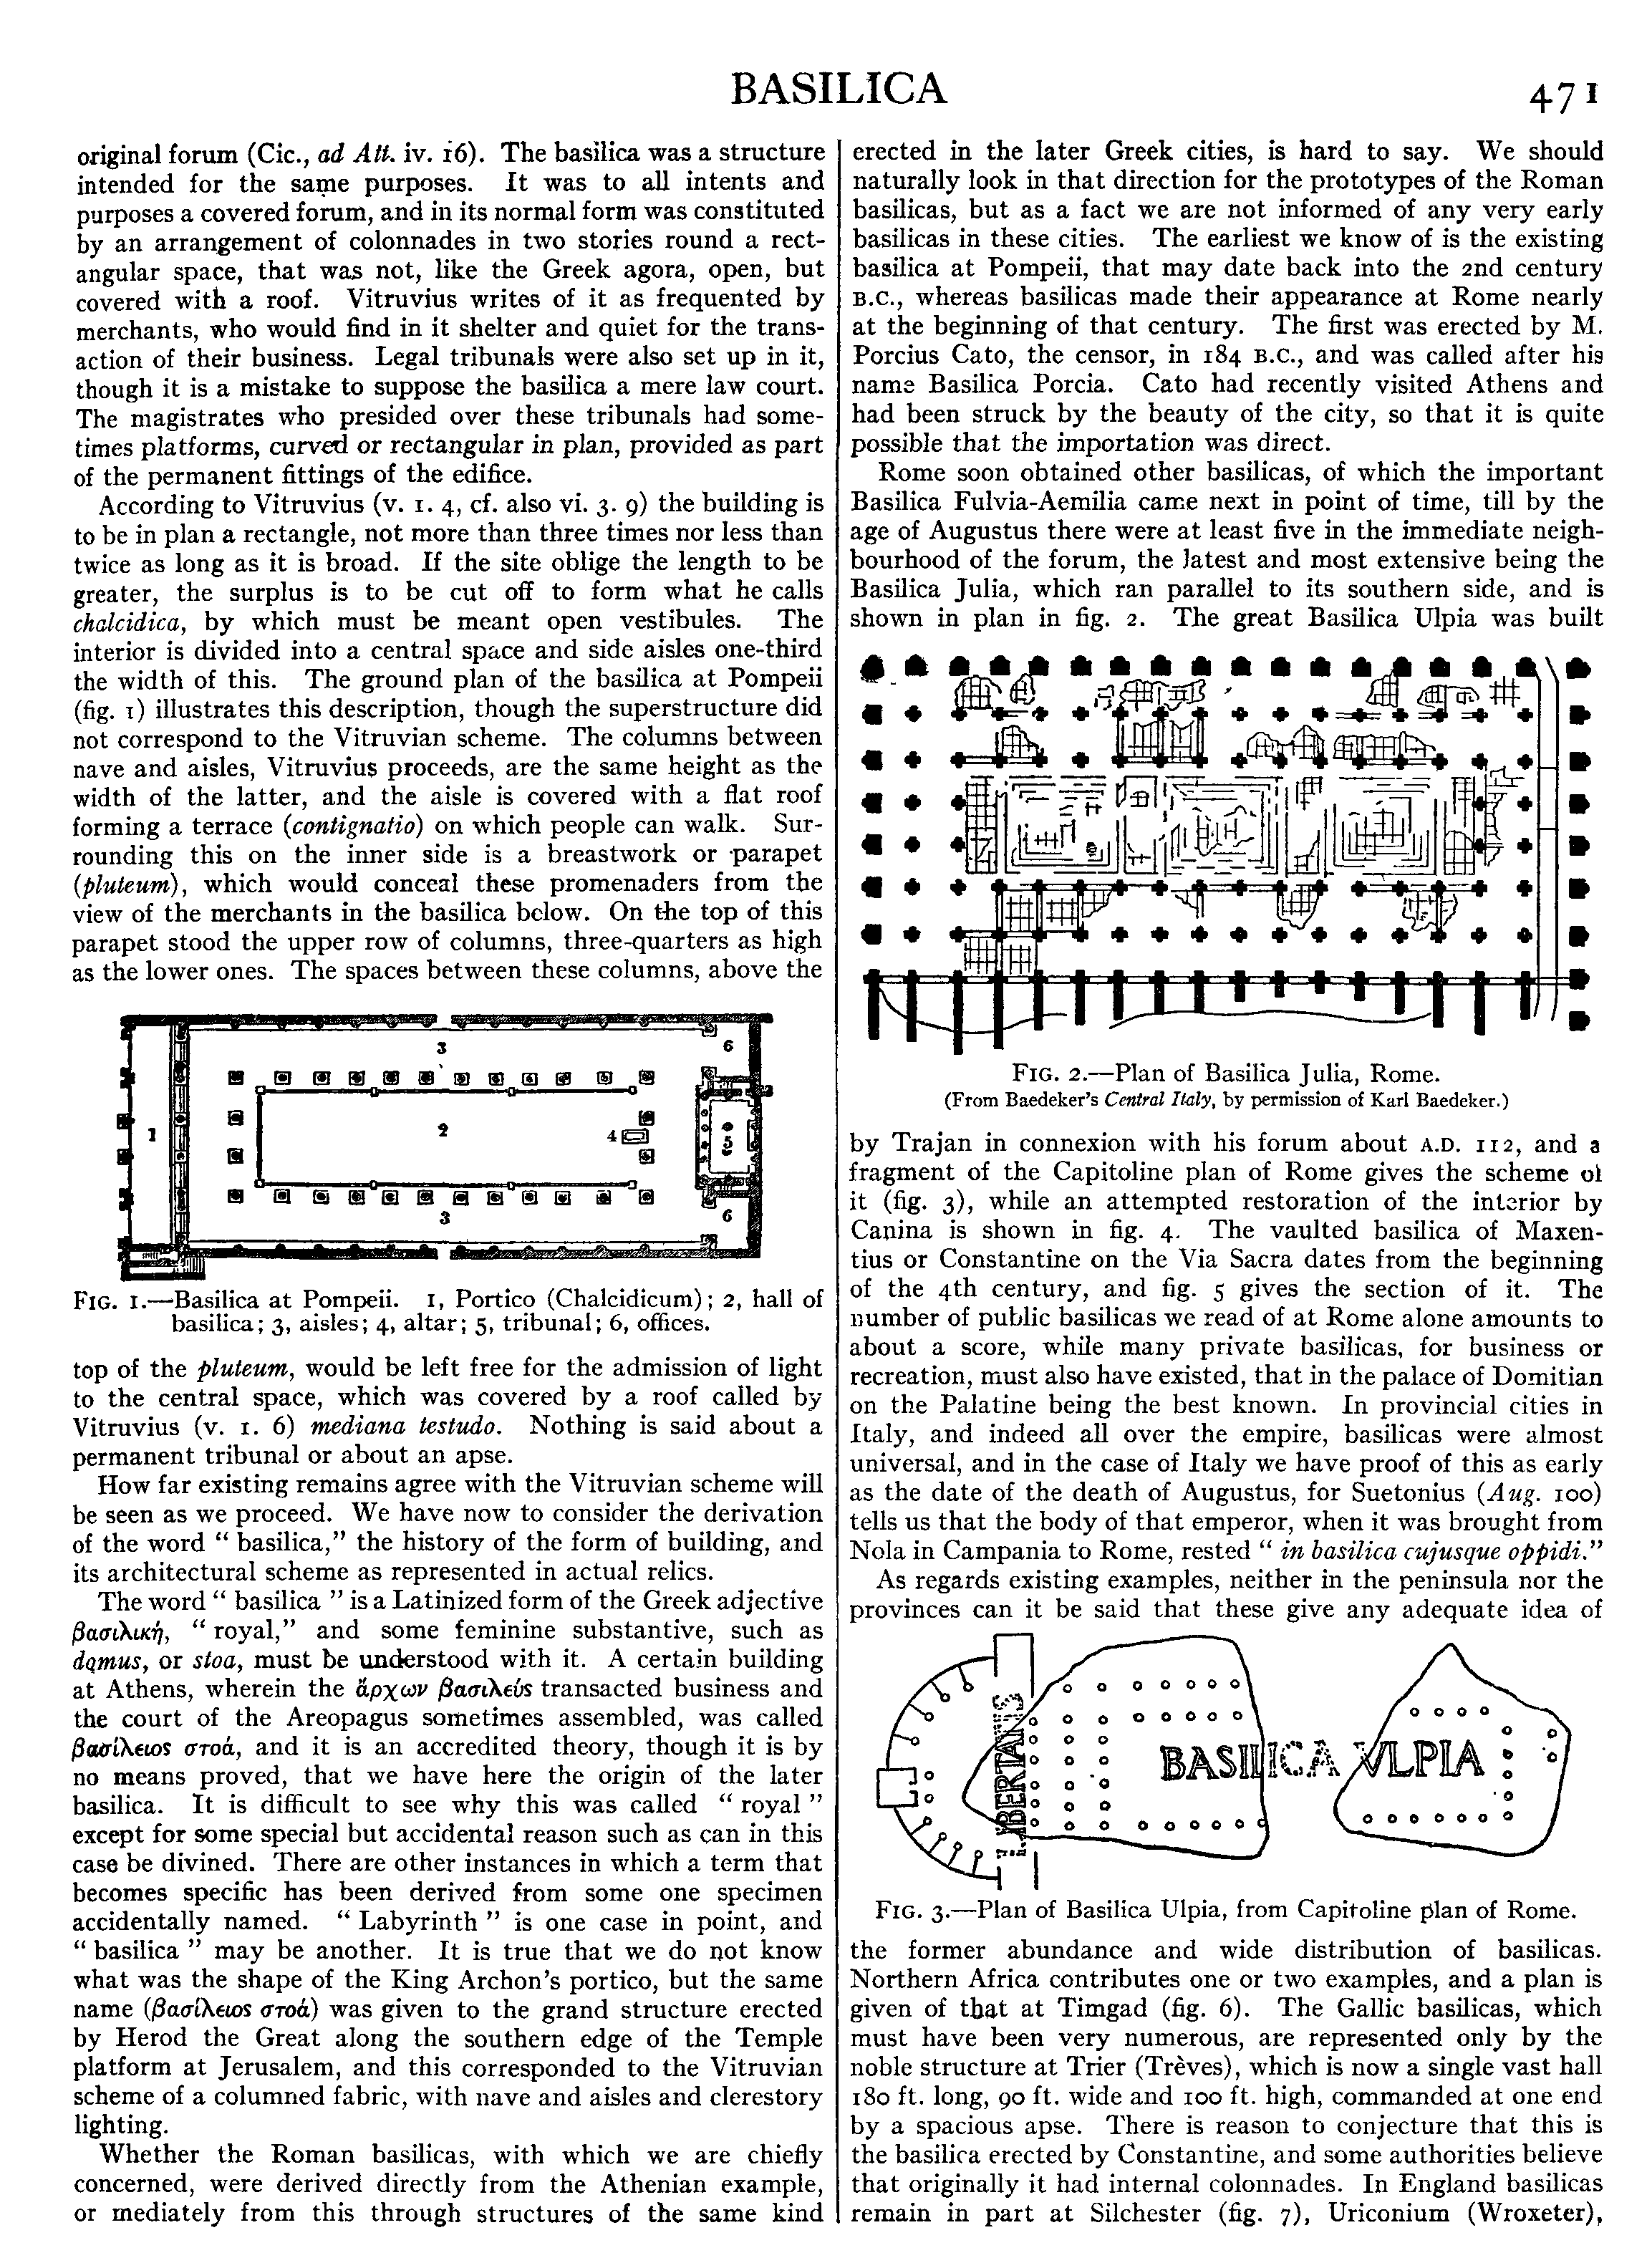 BASILICA
471
original forum (Cic., ad Att. iv. 16). The basilica was a structure
intended for the same purposes. It was to all intents and
purposes a covered forum, and in its normal form was constituted
by an arrangement of colonnades in two stories round a rect-
angular space, that was not, like the Greek agora, open, but
covered with a roof. Vitruvius writes of it as frequented by
merchants, who would find in it shelter and quiet for the trans-
action of their business. Legal tribunals were also set up in it,
though it is a mistake to suppose the basilica a mere law court.
The magistrates who presided over these tribunals had some-
times platforms, curved or rectangular in plan, provided as part
of the permanent fittings of the edifice.
According to Vitruvius (v. 1. 4, cf. also vi. 3. 9) the building is
to be in plan a rectangle, not more than three times nor less than
twice as long as it is broad. If the site oblige the length to be
greater, the surplus is to be cut off to form what he calls
chalcidica, by which must be meant open vestibules. The
interior is divided into a central space and side aisles one-third
the width of this. The ground plan of the basilica at Pompeii
(fig. 1) illustrates this description, though the superstructure did
not correspond to the Vitruvian scheme. The columns between
nave and aisles, Vitruvius proceeds, are the same height as the
width of the latter, and the aisle is covered with a flat roof
forming a terrace (contignatio) on which people can walk. Sur-
rounding this on the inner side is a breastwork or parapet
(pluteum), which would conceal these promenaders from the
view of the merchants in the basilica below. On the top of this
parapet stood the upper row of columns, three-quarters as high
as the lower ones. The spaces between these columns, above the
3
6
1
2
4
5
3
6
FIG. 1.—Basilica at Pompeii. 1, Portico (Chalcidicum); 2, hall of
basilica; 3, aisles; 4, altar; 5, tribunal; 6, offices.
top of the pluteum, would be left free for the admission of light
to the central space, which was covered by a roof called by
Vitruvius (v. 1. 6) mediana testudo. Nothing is said about a
permanent tribunal or about an apse.
How far existing remains agree with the Vitruvian scheme will
be seen as we proceed. We have now to consider the derivation
of the word “ basilica,” the history of the form of building, and
its architectural scheme as represented in actual relics.
The word “ basilica ” is a Latinized form of the Greek adjective
βασιλική, “ royal,” and some feminine substantive, such as
domus, or stoa, must be understood with it. A certain building
at Athens, wherein the ἄρχων βασιλεύς transacted business and
the court of the Areopagus sometimes assembled, was called
βασίλειος στοά, and it is an accredited theory, though it is by
no means proved, that we have here the origin of the later
basilica. It is difficult to see why this was called “ royal ”
except for some special but accidental reason such as can in this
case be divined. There are other instances in which a term that
becomes specific has been derived from some one specimen
accidentally named. “ Labyrinth ” is one case in point, and
“ basilica ” may be another. It is true that we do not know
what was the shape of the King Archon’s portico, but the same
name (βασίλειος στοά) was given to the grand structure erected
by Herod the Great along the southern edge of the Temple
platform at Jerusalem, and this corresponded to the Vitruvian
scheme of a columned fabric, with nave and aisles and clerestory
lighting.
Whether the Roman basilicas, with which we are chiefly
concerned, were derived directly from the Athenian example,
or mediately from this through structures of the same kind
erected in the later Greek cities, is hard to say. We should
naturally look in that direction for the prototypes of the Roman
basilicas, but as a fact we are not informed of any very early
basilicas in these cities. The earliest we know of is the existing
basilica at Pompeii, that may date back into the 2nd century
B.C., whereas basilicas made their appearance at Rome nearly
at the beginning of that century. The first was erected by M.
Porcius Cato, the censor, in 184 B.C., and was called after his
name Basilica Porcia. Cato had recently visited Athens and
had been struck by the beauty of the city, so that it is quite
possible that the importation was direct.
Rome soon obtained other basilicas, of which the important
Basilica Fulvia-Aemilia came next in point of time, till by the
age of Augustus there were at least five in the immediate neigh-
bourhood of the forum, the latest and most extensive being the
Basilica Julia, which ran parallel to its southern side, and is
shown in plan in fig. 2. The great Basilica Ulpia was built
FIG. 2.—Plan of Basilica Julia, Rome.
(From Baedeker’s Central Italy, by permission of Karl Baedeker.)
by Trajan in connexion with his forum about A.D. 112, and a
fragment of the Capitoline plan of Rome gives the scheme of
it (fig. 3), while an attempted restoration of the interior by
Canina is shown in fig. 4. The vaulted basilica of Maxen-
tius or Constantine on the Via Sacra dates from the beginning
of the 4th century, and fig. 5 gives the section of it. The
number of public basilicas we read of at Rome alone amounts to
about a score, while many private basilicas, for business or
recreation, must also have existed, that in the palace of Domitian
on the Palatine being the best known. In provincial cities in
Italy, and indeed all over the empire, basilicas were almost
universal, and in the case of Italy we have proof of this as early
as the date of the death of Augustus, for Suetonius (Aug. 100)
tells us that the body of that emperor, when it was brought from
Nola in Campania to Rome, rested “ in basilica cujusque oppidi.”
As regards existing examples, neither in the peninsula nor the
provinces can it be said that these give any adequate idea of
LIBERTATIS
BASILICA VLPIA
FIG. 3.—Plan of Basilica Ulpia, from Capitoline plan of Rome.
the former abundance and wide distribution of basilicas.
Northern Africa contributes one or two examples, and a plan is
given of that at Timgad (fig. 6). The Gallic basilicas, which
must have been very numerous, are represented only by the
noble structure at Trier (Trèves), which is now a single vast hall
180 ft. long, 90 ft. wide and 100 ft. high, commanded at one end
by a spacious apse. There is reason to conjecture that this is
the basilica erected by Constantine, and some authorities believe
that originally it had internal colonnades. In England basilicas
remain in part at Silchester (fig. 7), Uriconium (Wroxeter),